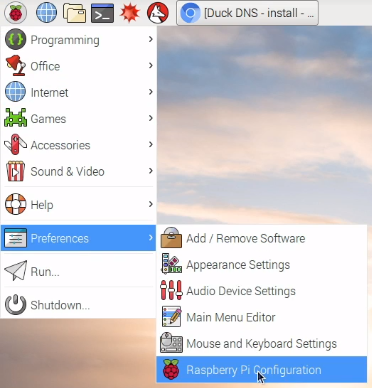 [Duck DNS - install - ...
Programming
Office
Internet
Games
Accessories
Sound & Video
Help
Preferences
Run...
Shutdown...
Add / Remove Software
Appearance Settings
Audio Device Settings
Main Menu Editor
Mouse and Keyboard Settings
Raspberry Pi Configuration